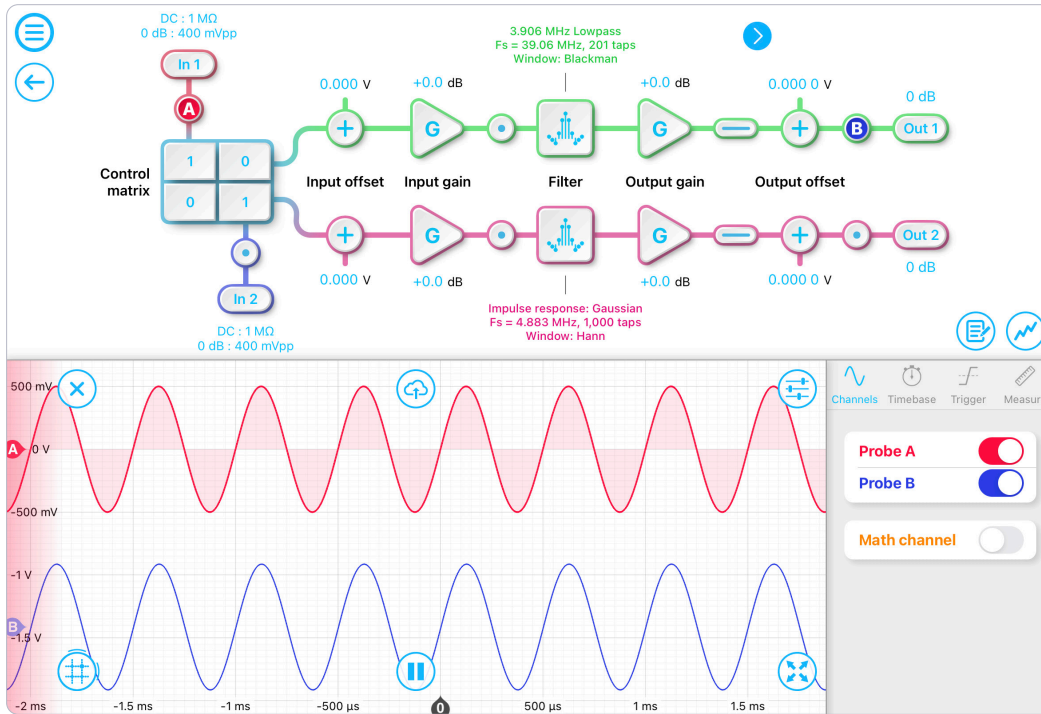 DC : 1 MΩ
0 dB : 400 mVpp
In 1
A
3.906 MHz Lowpass
Fs = 39.06 MHz, 201 taps
Window: Blackman
0.000 V
+0.0 dB
+0.0 dB
0.000 0 V
0 dB
G
G
B
Out 1
Control
matrix
1
0
0
1
Input offset
Input gain
Filter
Output gain
Output offset
G
G
Out 2
0.000 V
+0.0 dB
+0.0 dB
0.000 0 V
0 dB
In 2
DC : 1 MΩ
0 dB : 400 mVpp
Impulse response: Gaussian
Fs = 4.883 MHz, 1,000 taps
Window: Hann
500 mV
A
0 V
-500 mV
-1 V
B
-1.5 V
-2 ms
-1.5 ms
-1 ms
-500 µs
0
500 µs
1 ms
1.5 ms
Channels
Timebase
Trigger
Measur
Probe A
Probe B
Math channel